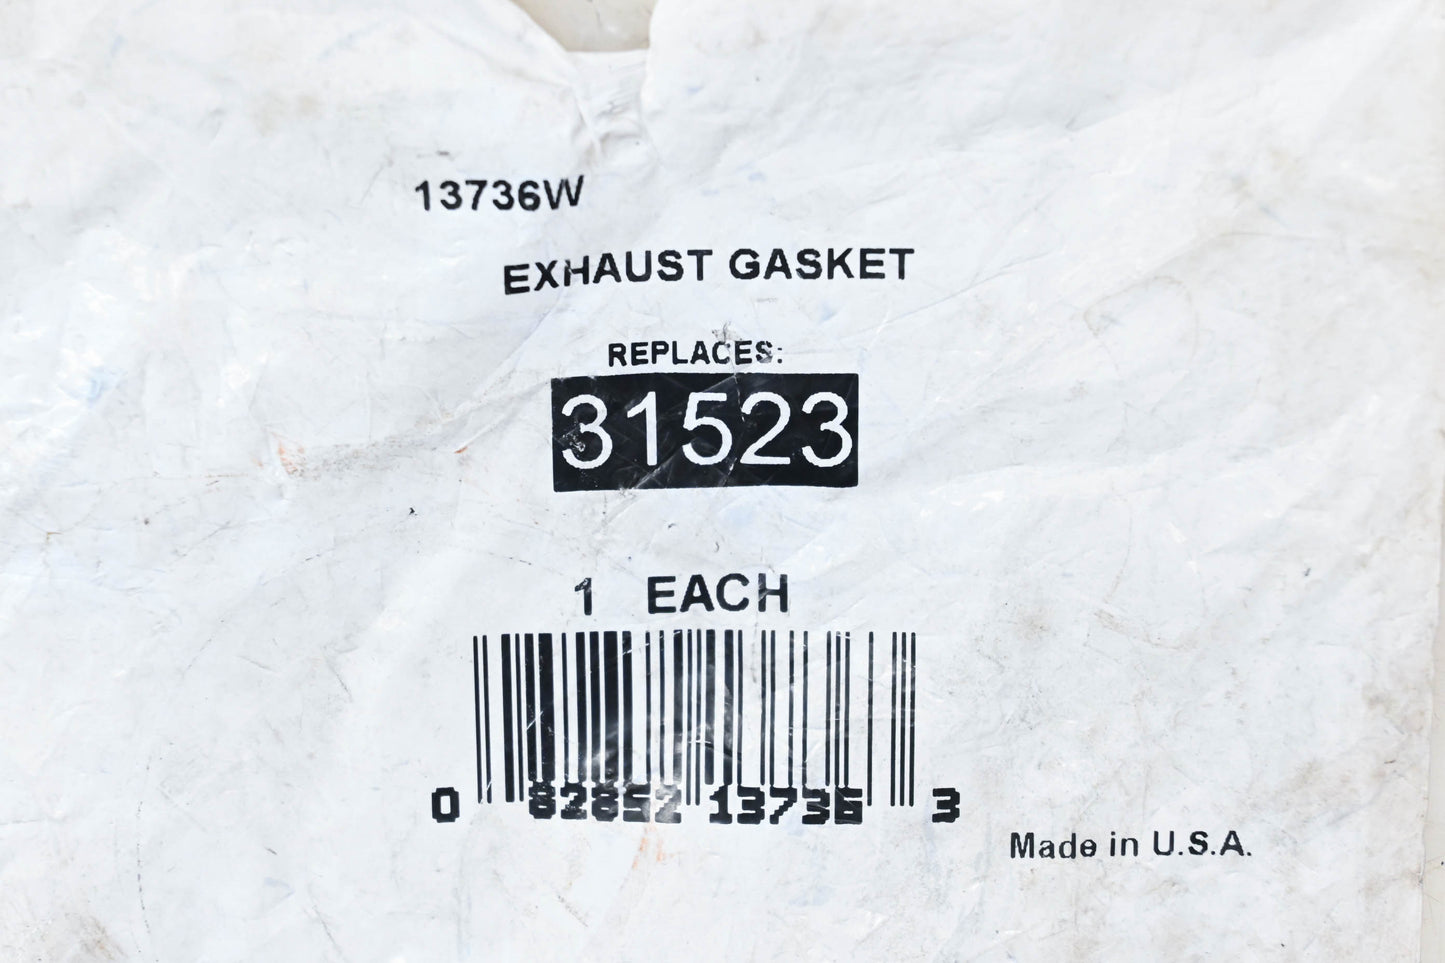 13736W
EXHAUST GASKET
REPLACES:
31523
1 EACH
0 82852 13736 3
Made in U.S.A.